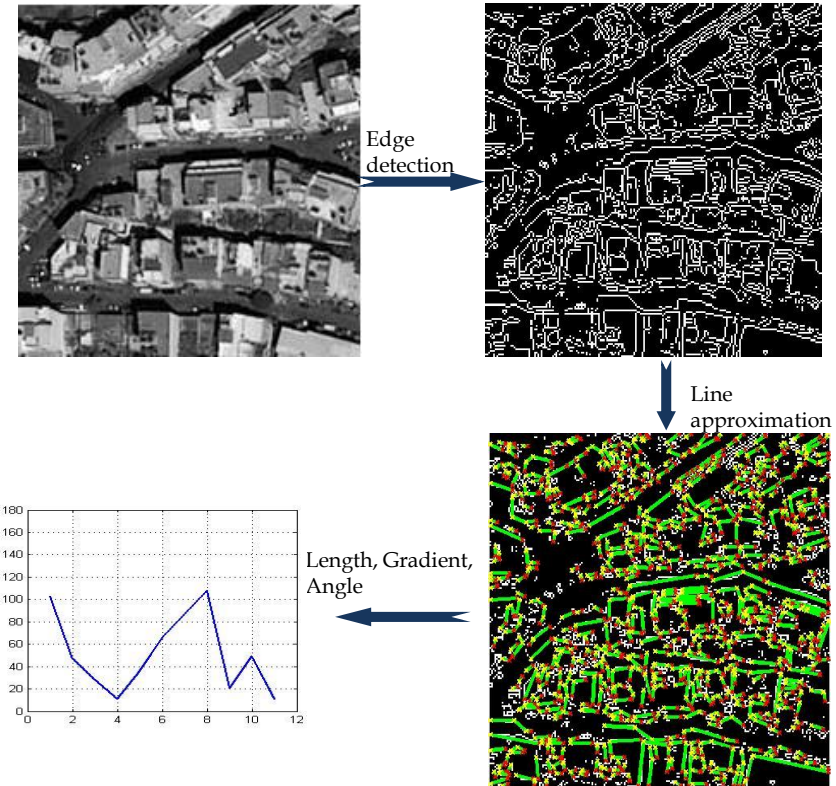 Edge
detection
Line
approximation
Length, Gradient,
Angle
180
160
140
120
100
80
60
40
20
0
0 2 4 6 8 10 12